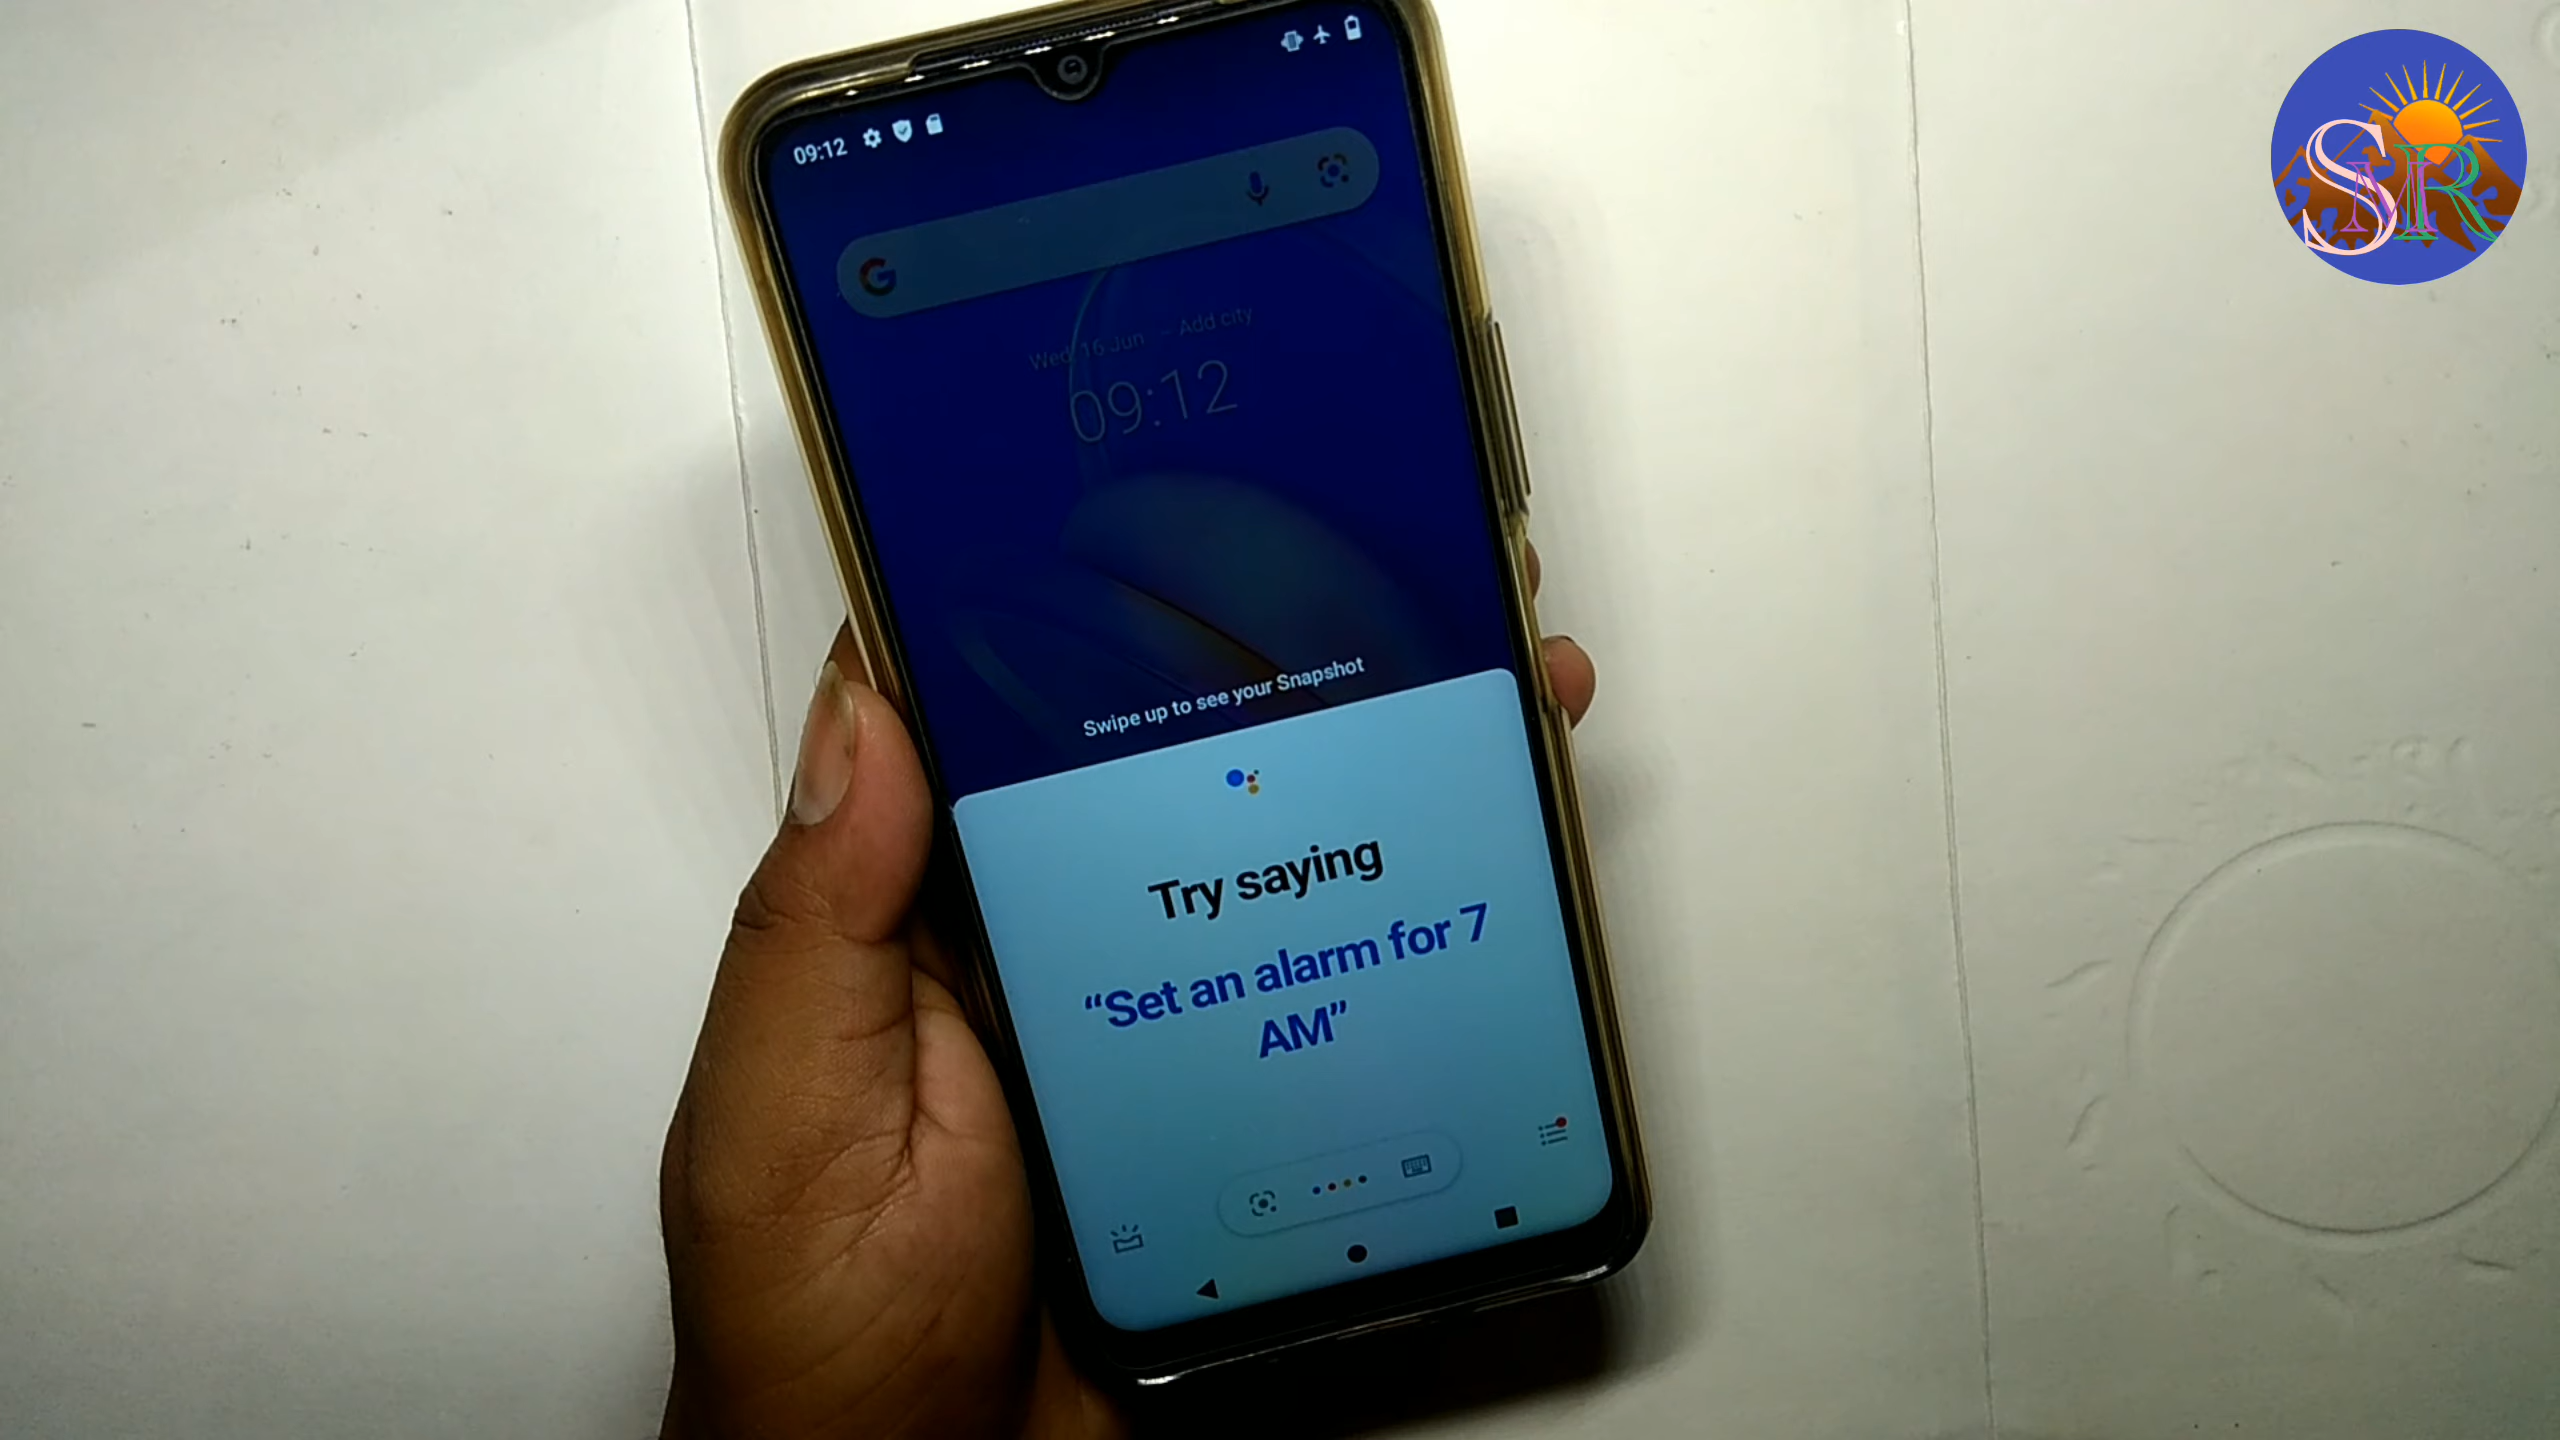 09:12
Wed, 16 Jun - Add city
09:12
Swipe up to see your Snapshot
Try saying
“Set an alarm for 7
AM”
SMR